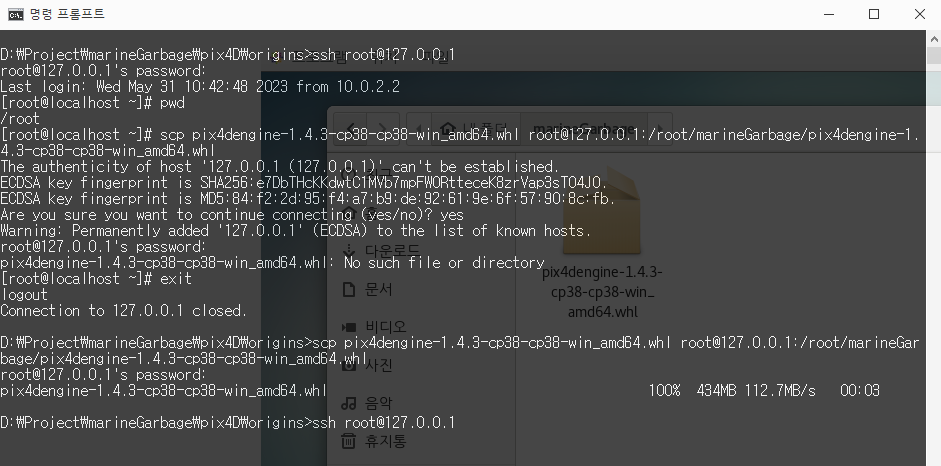 명령 프롬프트
D:₩Project₩marineGarbage₩pix4D₩origins>ssh root@127.0.0.1
root@127.0.0.1's password:
Last login: Wed May 31 10:42:48 2023 from 10.0.2.2
[root@localhost ~]# pwd
/root
[root@localhost ~]# scp pix4dengine-1.4.3-cp38-cp38-win_amd64.whl root@127.0.0.1:/root/marineGarbage/pix4dengine-1.
4.3-cp38-cp38-win_amd64.whl
The authenticity of host '127.0.0.1 (127.0.0.1)' can't be established.
ECDSA key fingerprint is SHA256:e7DbTHcKKdwtC1MVb7mpFWORtteceK8zrVap3sT04J0.
ECDSA key fingerprint is MD5:84:f2:2d:95:f4:a7:b9:de:92:61:9e:6f:57:90:8c:fb.
Are you sure you want to continue connecting (yes/no)? yes
Warning: Permanently added '127.0.0.1' (ECDSA) to the list of known hosts.
root@127.0.0.1's password:
pix4dengine-1.4.3-cp38-cp38-win_amd64.whl: No such file or directory
[root@localhost ~]# exit
logout
Connection to 127.0.0.1 closed.
D:₩Project₩marineGarbage₩pix4D₩origins>scp pix4dengine-1.4.3-cp38-cp38-win_amd64.whl root@127.0.0.1:/root/marineGar
bage/pix4dengine-1.4.3-cp38-cp38-win_amd64.whl
root@127.0.0.1's password:
pix4dengine-1.4.3-cp38-cp38-win_amd64.whl 100% 434MB 112.7MB/s 00:03
D:₩Project₩marineGarbage₩pix4D₩origins>ssh root@127.0.0.1
marineGarbage
다운로드
문서
비디오
사진
음악
휴지통
pix4dengine-1.4.3-
cp38-cp38-win_
amd64.whl